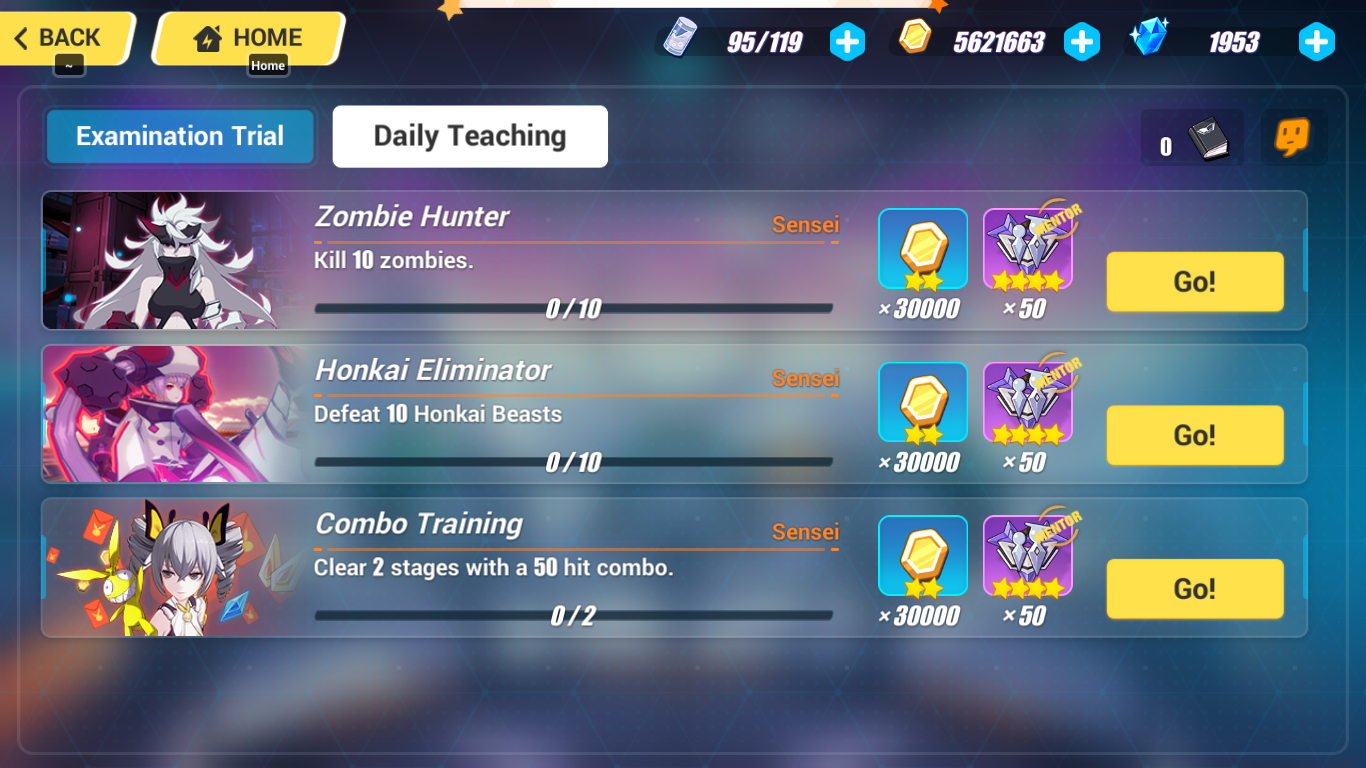 BACK
HOME
~
Home
95/119
5621663
1953
Examination Trial
Daily Teaching
0
Zombie Hunter
Sensei
Kill 10 zombies.
0/10
×30000
MENTOR
×50
Go!
Honkai Eliminator
Sensei
Defeat 10 Honkai Beasts
0/10
×30000
MENTOR
×50
Go!
Combo Training
Sensei
Clear 2 stages with a 50 hit combo.
0/2
×30000
MENTOR
×50
Go!